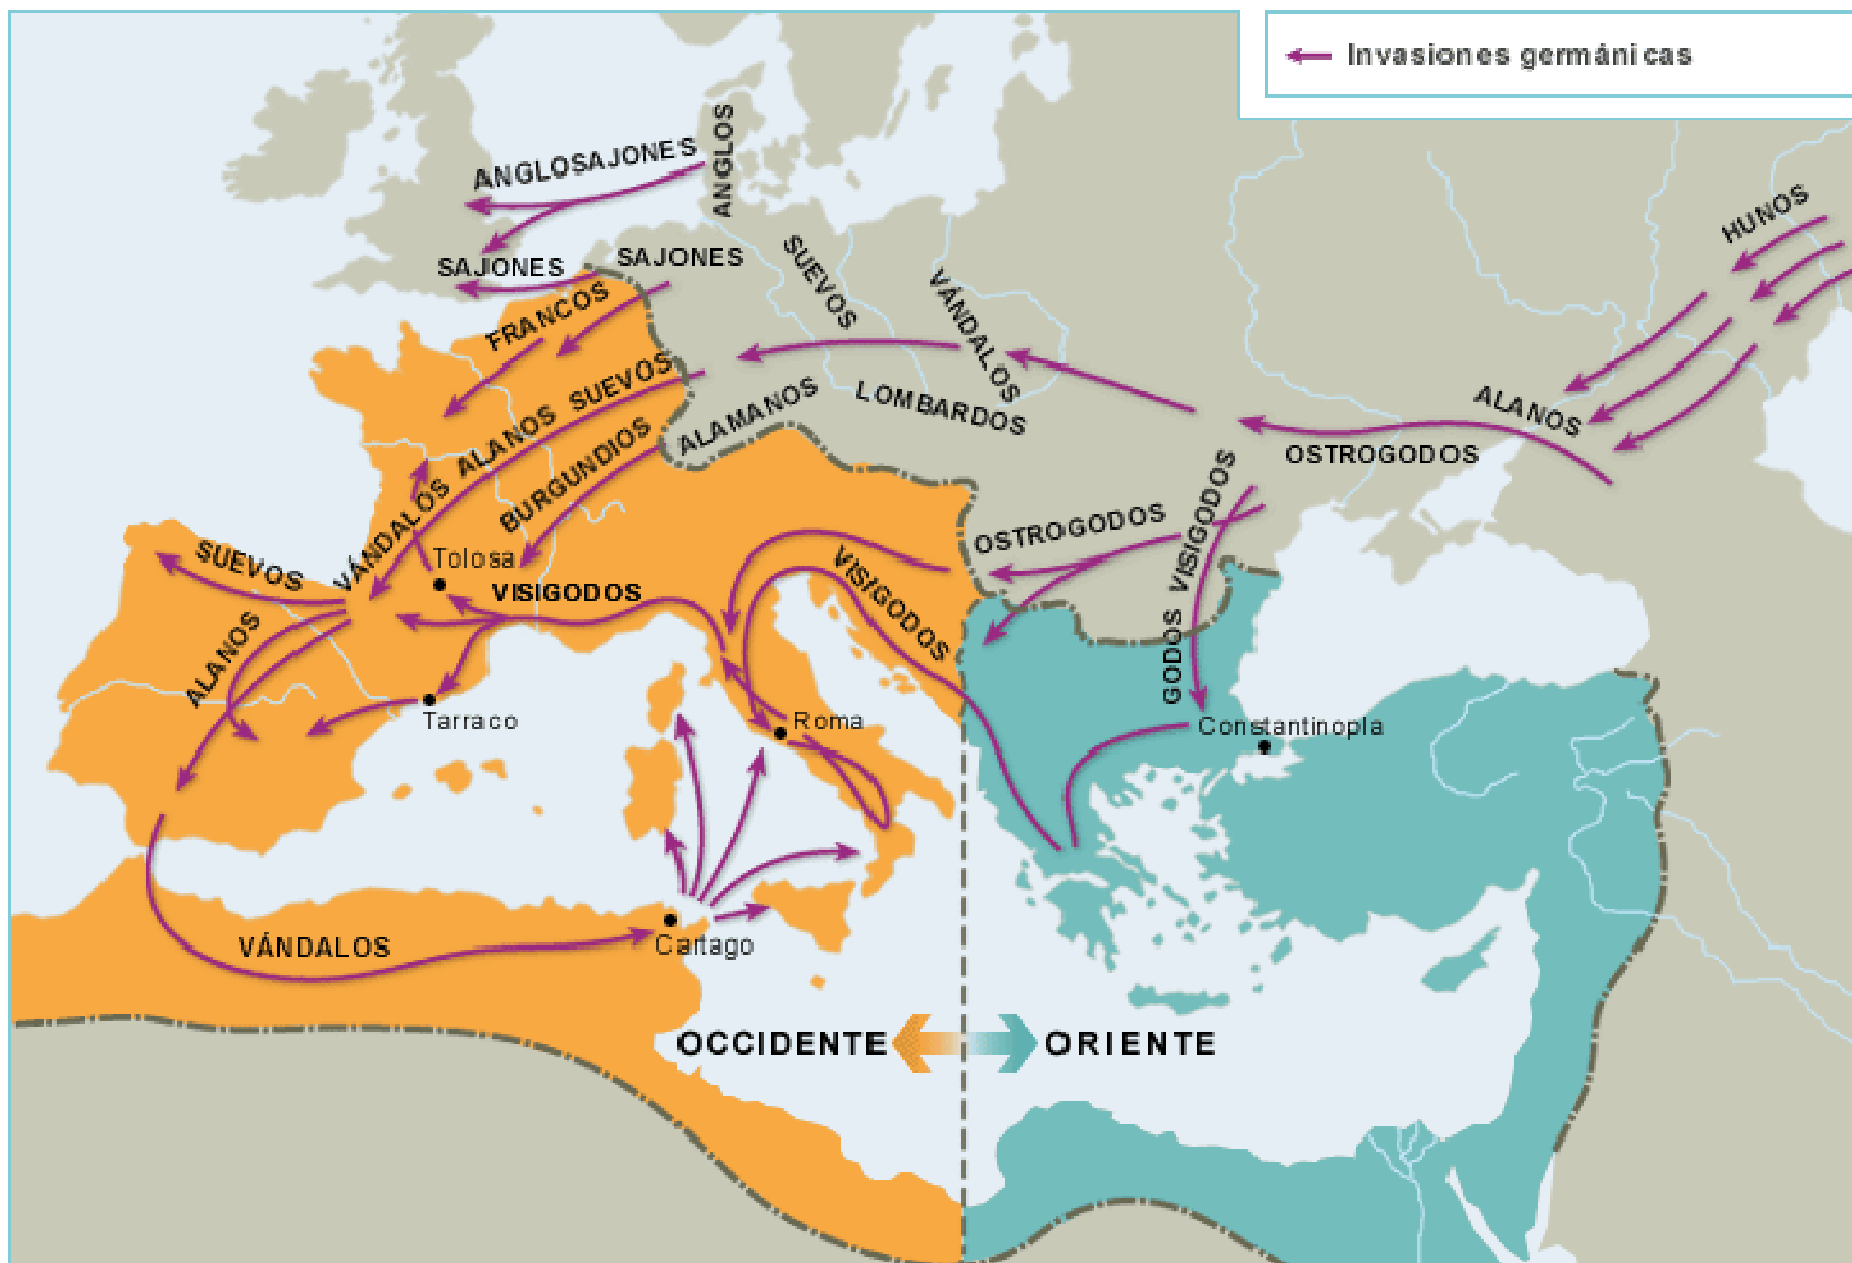 Invasiones germánicas
ANGLOSAJONES
ANGLOS
HUNOS
SAJONES
SAJONES
SUEVOS
VÁNDALOS
FRANCOS
ALANOS
VÁNDALOS ALANOS SUEVOS
ALAMANOS
LOMBARDOS
OSTROGODOS
BURGUNDIOS
OSTROGODOS
GODOS VISIGODOS
SUEVOS
Tolosa
VISIGODOS
VISIGODOS
ALANOS
Tarraco
Roma
Constantinopla
VÁNDALOS
Cartago
OCCIDENTE
ORIENTE